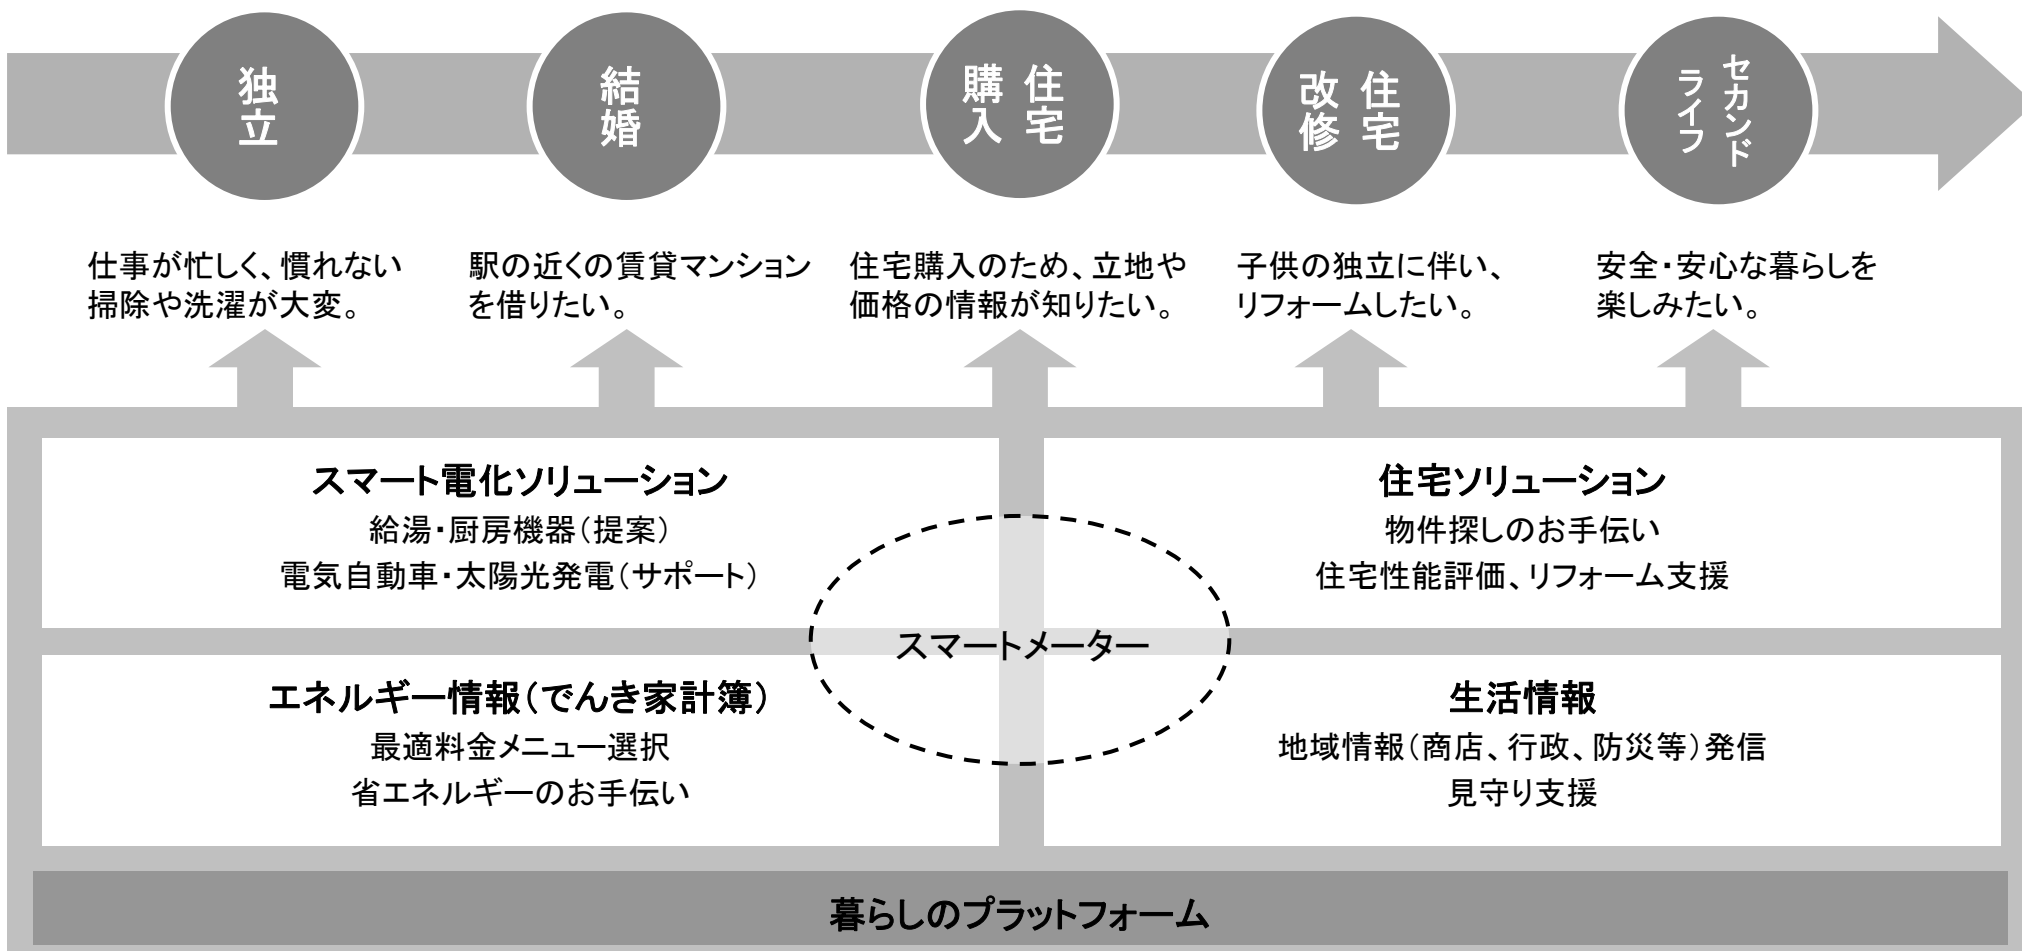 独立
結婚
住宅
購入
住宅
改修
セカンド
ライフ
仕事が忙しく、慣れない
掃除や洗濯が大変。
駅の近くの賃貸マンション
を借りたい。
住宅購入のため、立地や
価格の情報が知りたい。
子供の独立に伴い、
リフォームしたい。
安全・安心な暮らしを
楽しみたい。
スマート電化ソリューション
給湯・厨房機器（提案）
電気自動車・太陽光発電（サポート）
住宅ソリューション
物件探しのお手伝い
住宅性能評価、リフォーム支援
スマートメーター
エネルギー情報（でんき家計簿）
最適料金メニュー選択
省エネルギーのお手伝い
生活情報
地域情報（商店、行政、防災等）発信
見守り支援
暮らしのプラットフォーム